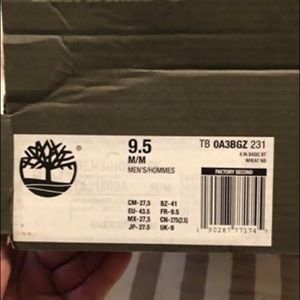 9.5
M/M
MEN'S/HOMMES
TB 0A3BGZ 231
6 IN BASIC BT
WHEAT NB
FACTORY SECOND
CM-27,5 BZ-41
EU-43.5 FR-9.5
MX-27.5 CN-275(2.5)
JP-27.5 UK-9